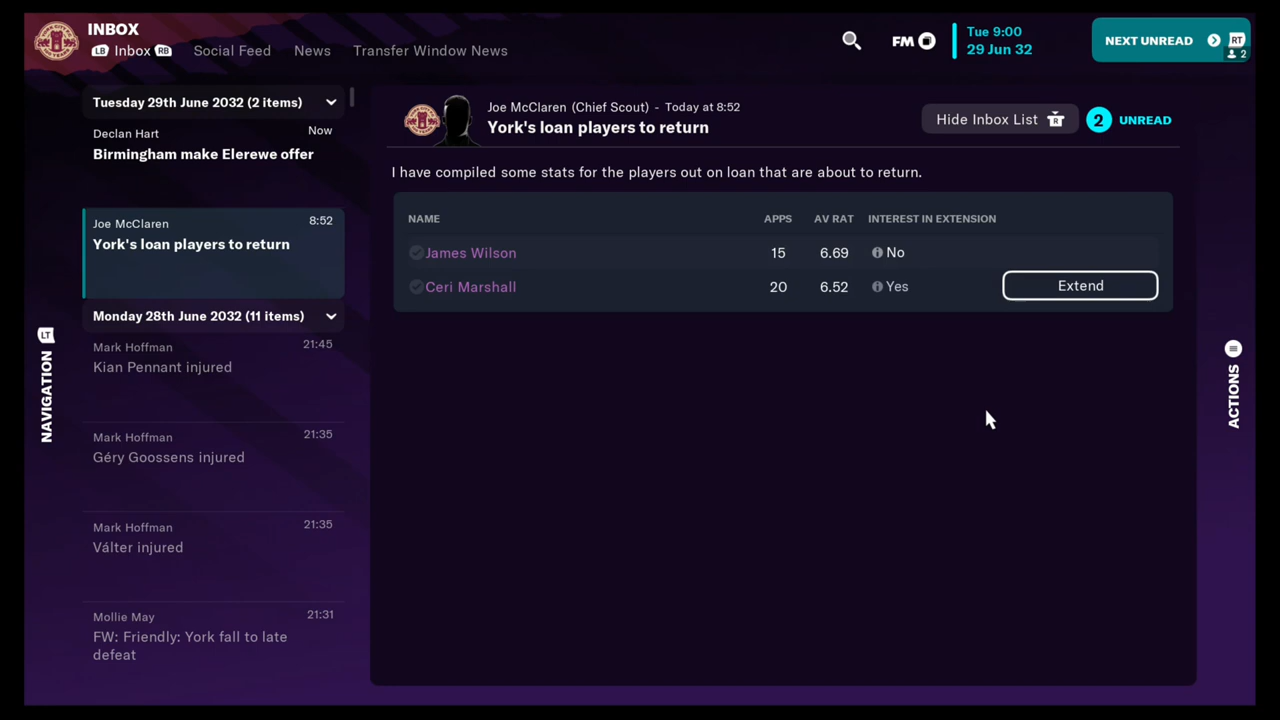 INBOX
LB Inbox RB Social Feed News Transfer Window News
FM
Tue 9:00
29 Jun 32
NEXT UNREAD RT
2
Tuesday 29th June 2032 (2 items)
Declan Hart Now
Birmingham make Elerewe offer
Joe McClaren 8:52
York's loan players to return
Monday 28th June 2032 (11 items)
Mark Hoffman 21:45
Kian Pennant injured
Mark Hoffman 21:35
Géry Goossens injured
Mark Hoffman 21:35
Válter injured
Mollie May 21:31
FW: Friendly: York fall to late
defeat
LT
NAVIGATION
Joe McClaren (Chief Scout) - Today at 8:52
York's loan players to return
Hide Inbox List R
2 UNREAD
I have compiled some stats for the players out on loan that are about to return.
NAME APPS AV RAT INTEREST IN EXTENSION
James Wilson 15 6.69 No
Ceri Marshall 20 6.52 Yes Extend
ACTIONS